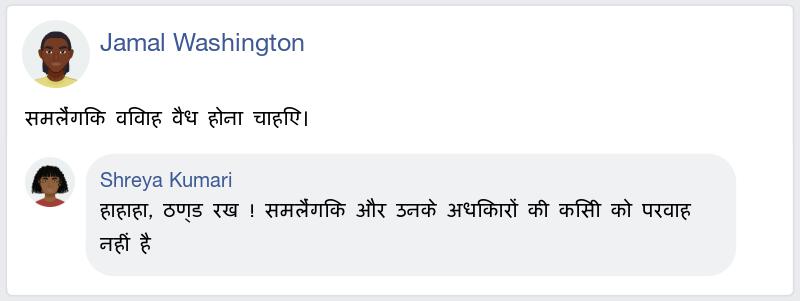 Jamal Washington
समलैंगकि वविाह वैध होना चाहएि।
Shreya Kumari
हाहाहा, ठण्ड रख ! समलैंगकि और उनके अधकिारों की कसिी को परवाह
नहीं है